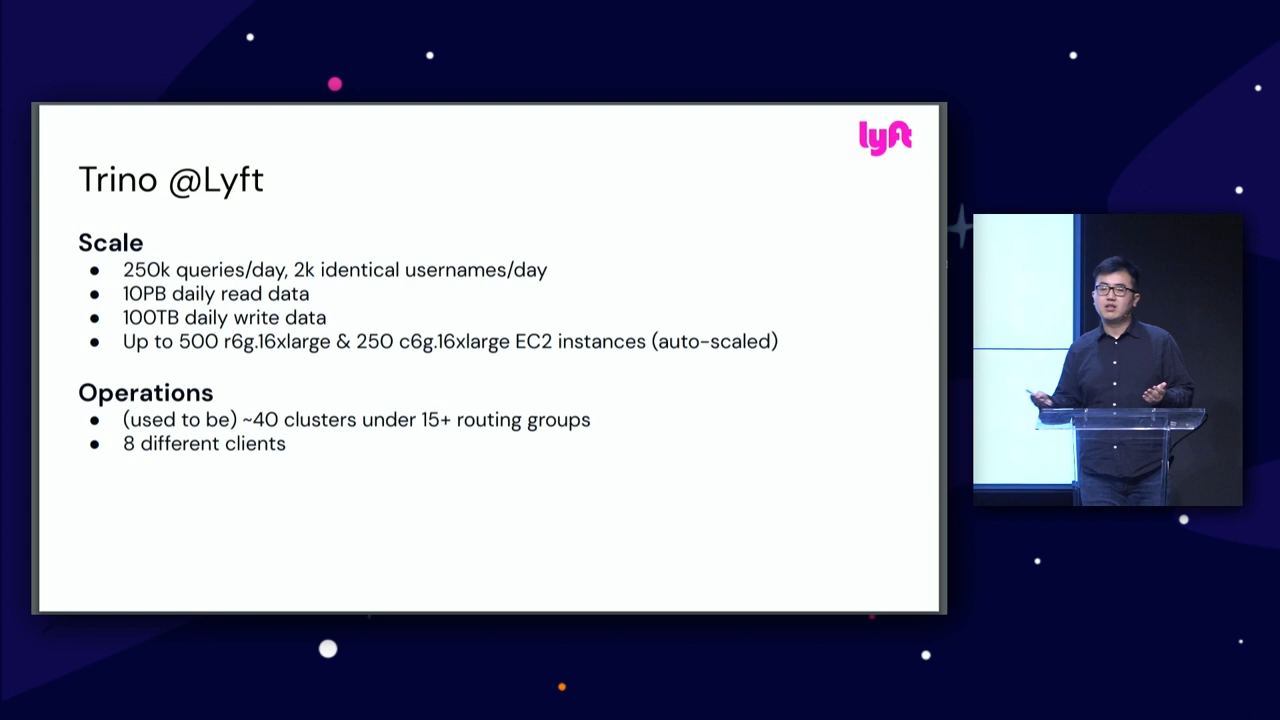 lyft
Trino @Lyft
Scale
● 250k queries/day, 2k identical usernames/day
● 10PB daily read data
● 100TB daily write data
● Up to 500 r6g.16xlarge & 250 c6g.16xlarge EC2 instances (auto-scaled)
Operations
● (used to be) ~40 clusters under 15+ routing groups
● 8 different clients